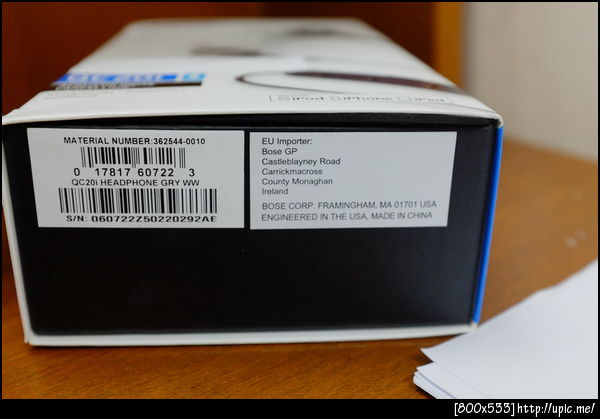 iPod iPhone iPad
MATERIAL NUMBER:362544-0010
0 17817 60722 3
QC20i HEADPHONE GRY WW
S/N: 060722Z50220292AE
EU Importer:
Bose GP
Castleblayney Road
Carrickmacross
County Monaghan
Ireland
BOSE CORP. FRAMINGHAM, MA 01701 USA
ENGINEERED IN THE USA, MADE IN CHINA
[800x533]http://upic.me/